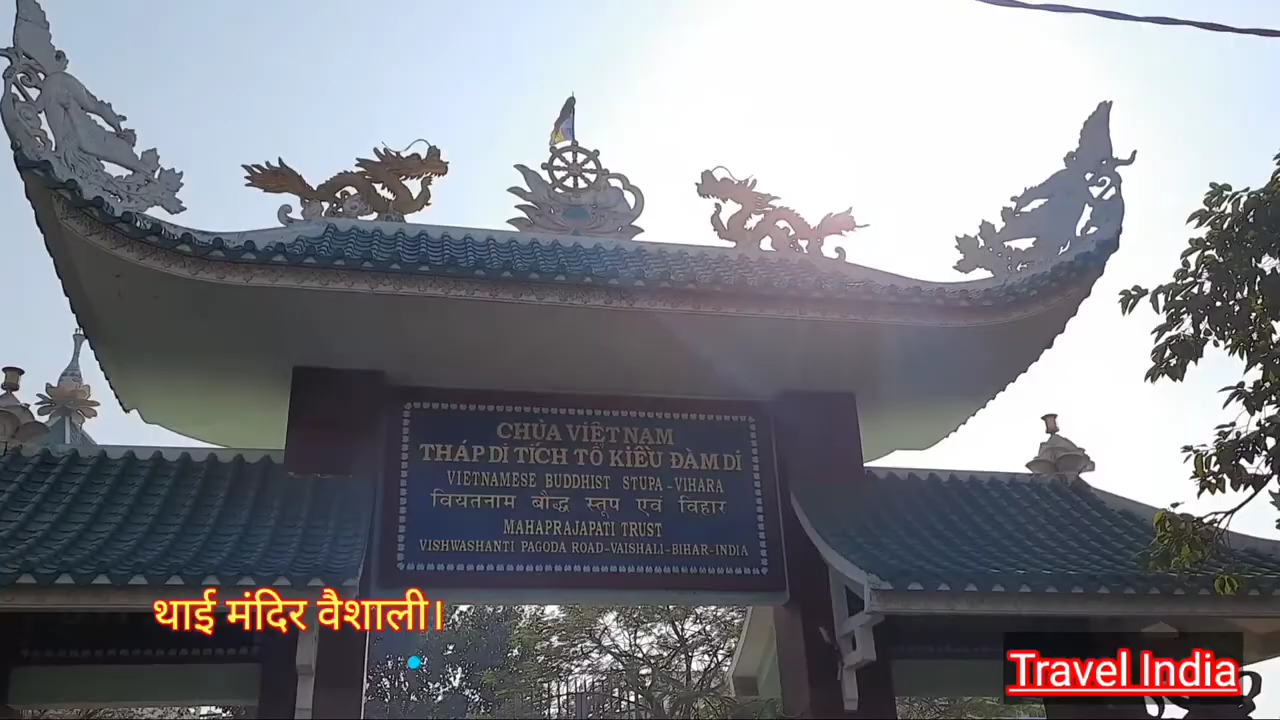 CHÙA VIỆT NAM
THÁP DI TÍCH TỔ KIỀU ĐÀM DI
VIETNAMESE BUDDHIST STUPA-VIHARA
वियतनाम बौद्ध स्तूप एवं विहार
MAHAPRAJAPATI TRUST
VISHWASHANTI PAGODA ROAD-VAISHALI-BIHAR-INDIA
थाई मंदिर वैशाली।
Travel India